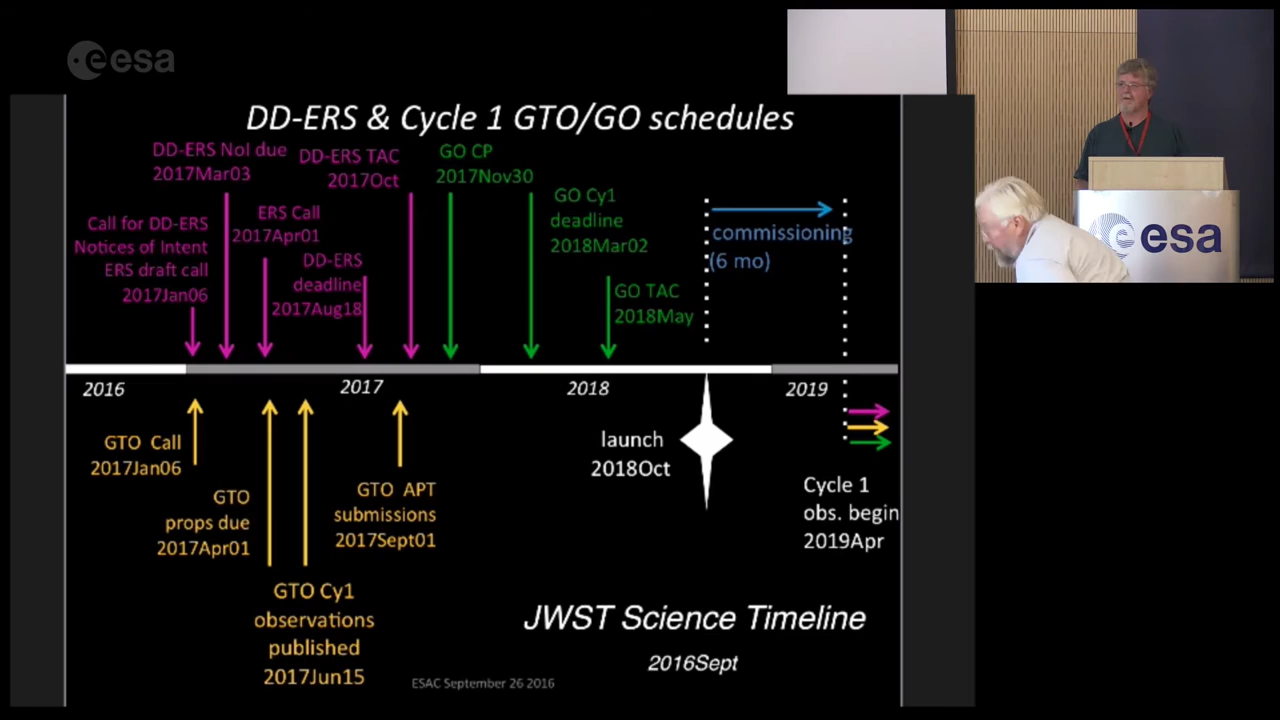 esa
DD-ERS & Cycle 1 GTO/GO schedules
DD-ERS NoI due
2017Mar03
DD-ERS TAC
2017Oct
GO CP
2017Nov30
Call for DD-ERS
Notices of Intent
ERS draft call
2017Jan06
ERS Call
2017Apr01
DD-ERS
deadline
2017Aug18
GO Cy1
deadline
2018Mar02
GO TAC
2018May
commissioning
(6 mo)
esa
2016
2017
2018
2019
GTO Call
2017Jan06
GTO
props due
2017Apr01
GTO Cy1
observations
published
2017Jun15
GTO APT
submissions
2017Sept01
launch
2018Oct
Cycle 1
obs. begin
2019Apr
JWST Science Timeline
2016Sept
ESAC September 26 2016